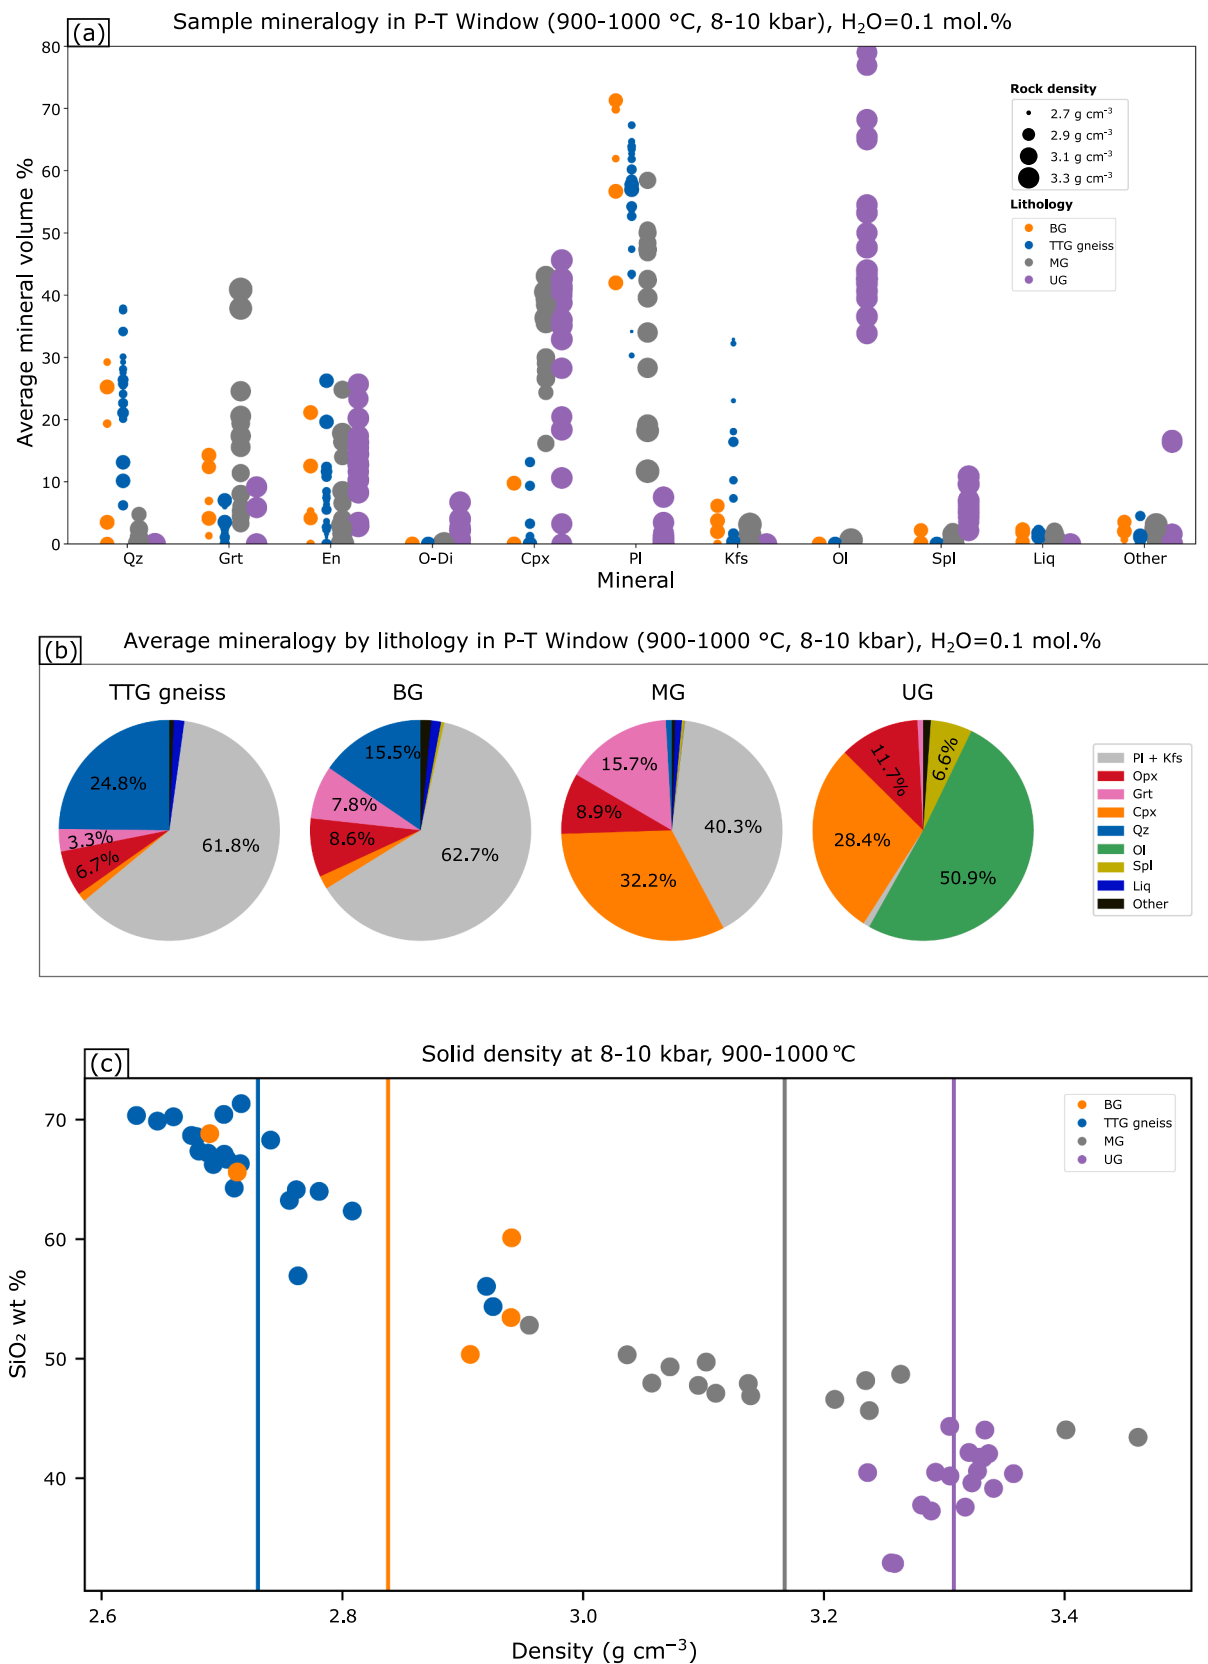 (a)
Sample mineralogy in P-T Window (900-1000 °C, 8-10 kbar), H₂O=0.1 mol.%
Average mineral volume %
80
70
60
50
40
30
20
10
0
Rock density
2.7 g cm⁻³
2.9 g cm⁻³
3.1 g cm⁻³
3.3 g cm⁻³
Lithology
BG
TTG gneiss
MG
UG
Qz Grt En O-Di Cpx Pl Kfs Ol Spl Liq Other
Mineral
(b)
Average mineralogy by lithology in P-T Window (900-1000 °C, 8-10 kbar), H₂O=0.1 mol.%
TTG gneiss BG MG UG
24.8%
3.3%
6.7%
61.8%
15.5%
7.8%
8.6%
62.7%
15.7%
8.9%
40.3%
32.2%
11.7%
6.6%
28.4%
50.9%
Pl + Kfs
Opx
Grt
Cpx
Qz
Ol
Spl
Liq
Other
(c)
Solid density at 8-10 kbar, 900-1000 °C
SiO₂ wt %
70
60
50
40
BG
TTG gneiss
MG
UG
2.6 2.8 3.0 3.2 3.4
Density (g cm⁻³)